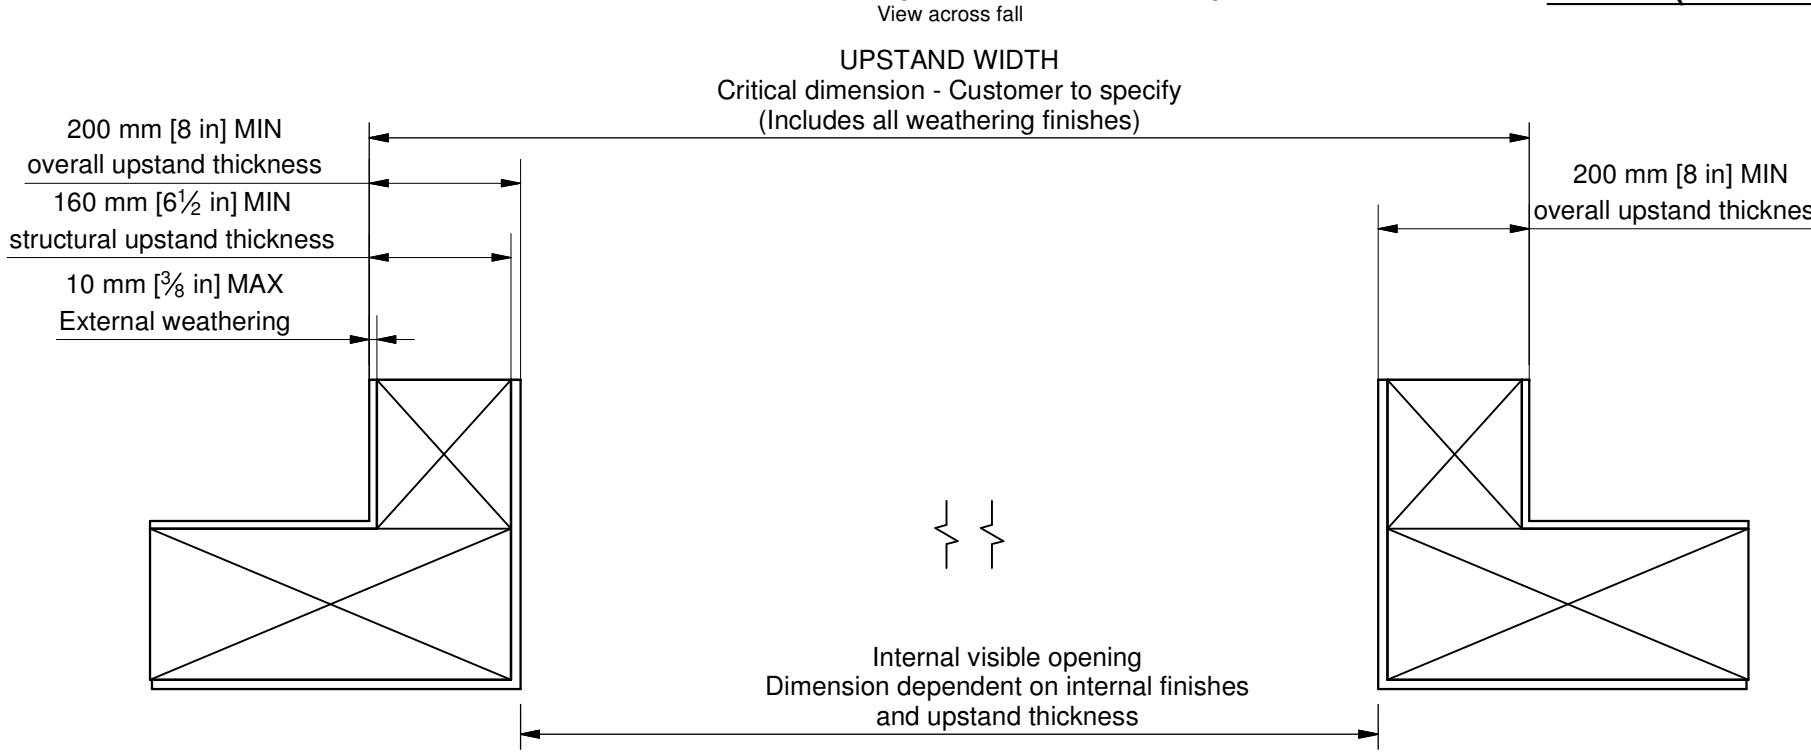 View across fall
UPSTAND WIDTH
Critical dimension - Customer to specify
(Includes all weathering finishes)
200 mm [8 in] MIN
overall upstand thickness
160 mm [6½ in] MIN
structural upstand thickness
10 mm [⅜ in] MAX
External weathering
200 mm [8 in] MIN
overall upstand
Internal visible opening
Dimension dependent on internal finishes
and upstand thickness